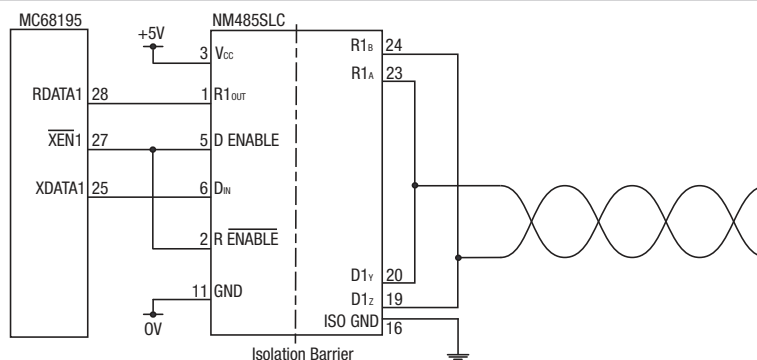 MC68195
NM485SLC
+5V
3 VCC
R1B 24
R1A 23
RDATA1 28
1 R1OUT
XEN1 27
5 D ENABLE
XDATA1 25
6 DIN
2 R ENABLE
D1Y 20
11 GND
D1Z 19
ISO GND 16
0V
Isolation Barrier